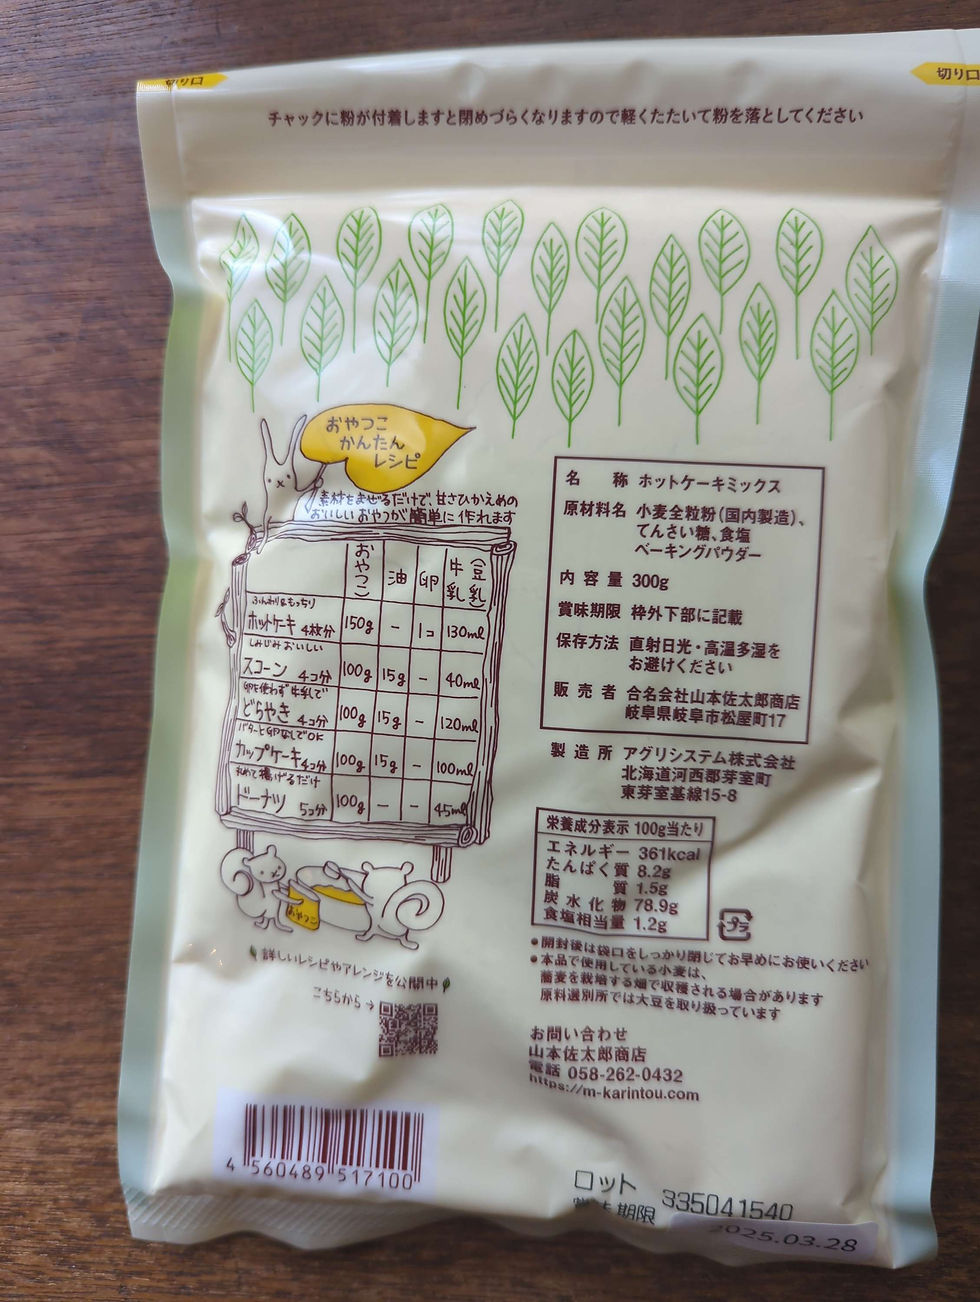 切り口
切り口
チャックに粉が付着しますと閉めづらくなりますので軽くたたいて粉を落としてください
おやつこ
かんたん
レシピ
素材をまぜるだけで、甘さひかえめの
おいしいおやつが簡単に作れます
おやつこ 油 卵 牛乳(豆乳)
ふんわり&もっちり
ホットケーキ 4枚分 150g - 1コ 130ml
しみじみおいしい
スコーン 4コ分 100g 15g - 40ml
卵を使わず牛乳で
どらやき 4コ分 100g 15g - 120ml
バターと卵なしでOK
カップケーキ 4コ分 100g 15g - 100ml
丸めて揚げるだけ
ドーナツ 5コ分 100g - - 45ml
おやつこ
詳しいレシピやアレンジを公開中
こちらから→
4 560489 517100
名称 ホットケーキミックス
原材料名 小麦全粒粉(国内製造)、
てんさい糖、食塩
ベーキングパウダー
内容量 300g
賞味期限 枠外下部に記載
保存方法 直射日光・高温多湿を
お避けください
販売者 合名会社山本佐太郎商店
岐阜県岐阜市松屋町17
製造所 アグリシステム株式会社
北海道河西郡芽室町
東芽室基線15-8
栄養成分表示 100g当たり
エネルギー 361kcal
たんぱく質 8.2g
脂質 1.5g
炭水化物 78.9g
食塩相当量 1.2g
プラ
●開封後は袋口をしっかり閉じてお早めにお使いください
●本品で使用している小麦は、
蕎麦を栽培する畑で収穫される場合があります
原料選別所では大豆を取り扱っています
お問い合わせ
山本佐太郎商店
電話 058-262-0432
https://m-karintou.com
ロット 335041540
賞味期限 2025.03.28